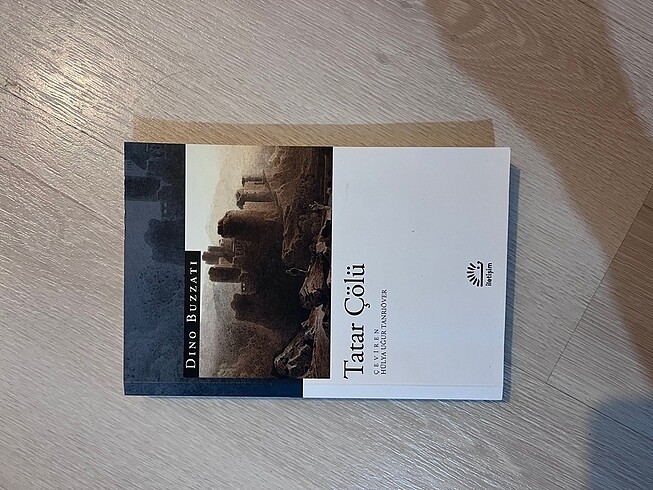 DINO BUZZATI
Tatar Çölü
ÇEVİREN
HÜLYA UĞUR TANRIÖVER
iletişim